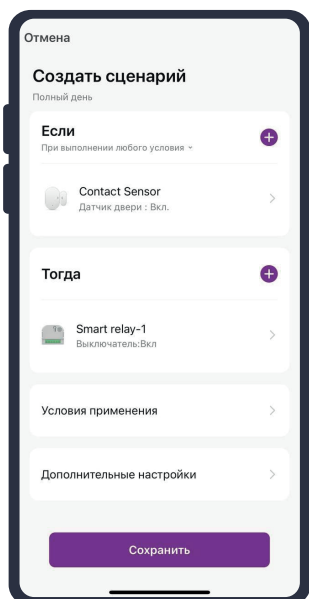 Отмена
Создать сценарий
Полный день
Если
При выполнении любого условия
Contact Sensor
Датчик двери : Вкл.
Тогда
Smart relay-1
Выключатель:Вкл
Условия применения
Дополнительные настройки
Сохранить